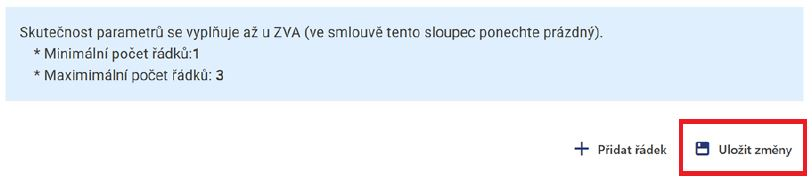 Skutečnost parametrů se vyplňuje až u ZVA (ve smlouvě tento sloupec ponechte prázdný).
* Minimální počet řádků:1
* Maximimální počet řádků: 3
Přidat řádek
Uložit změny